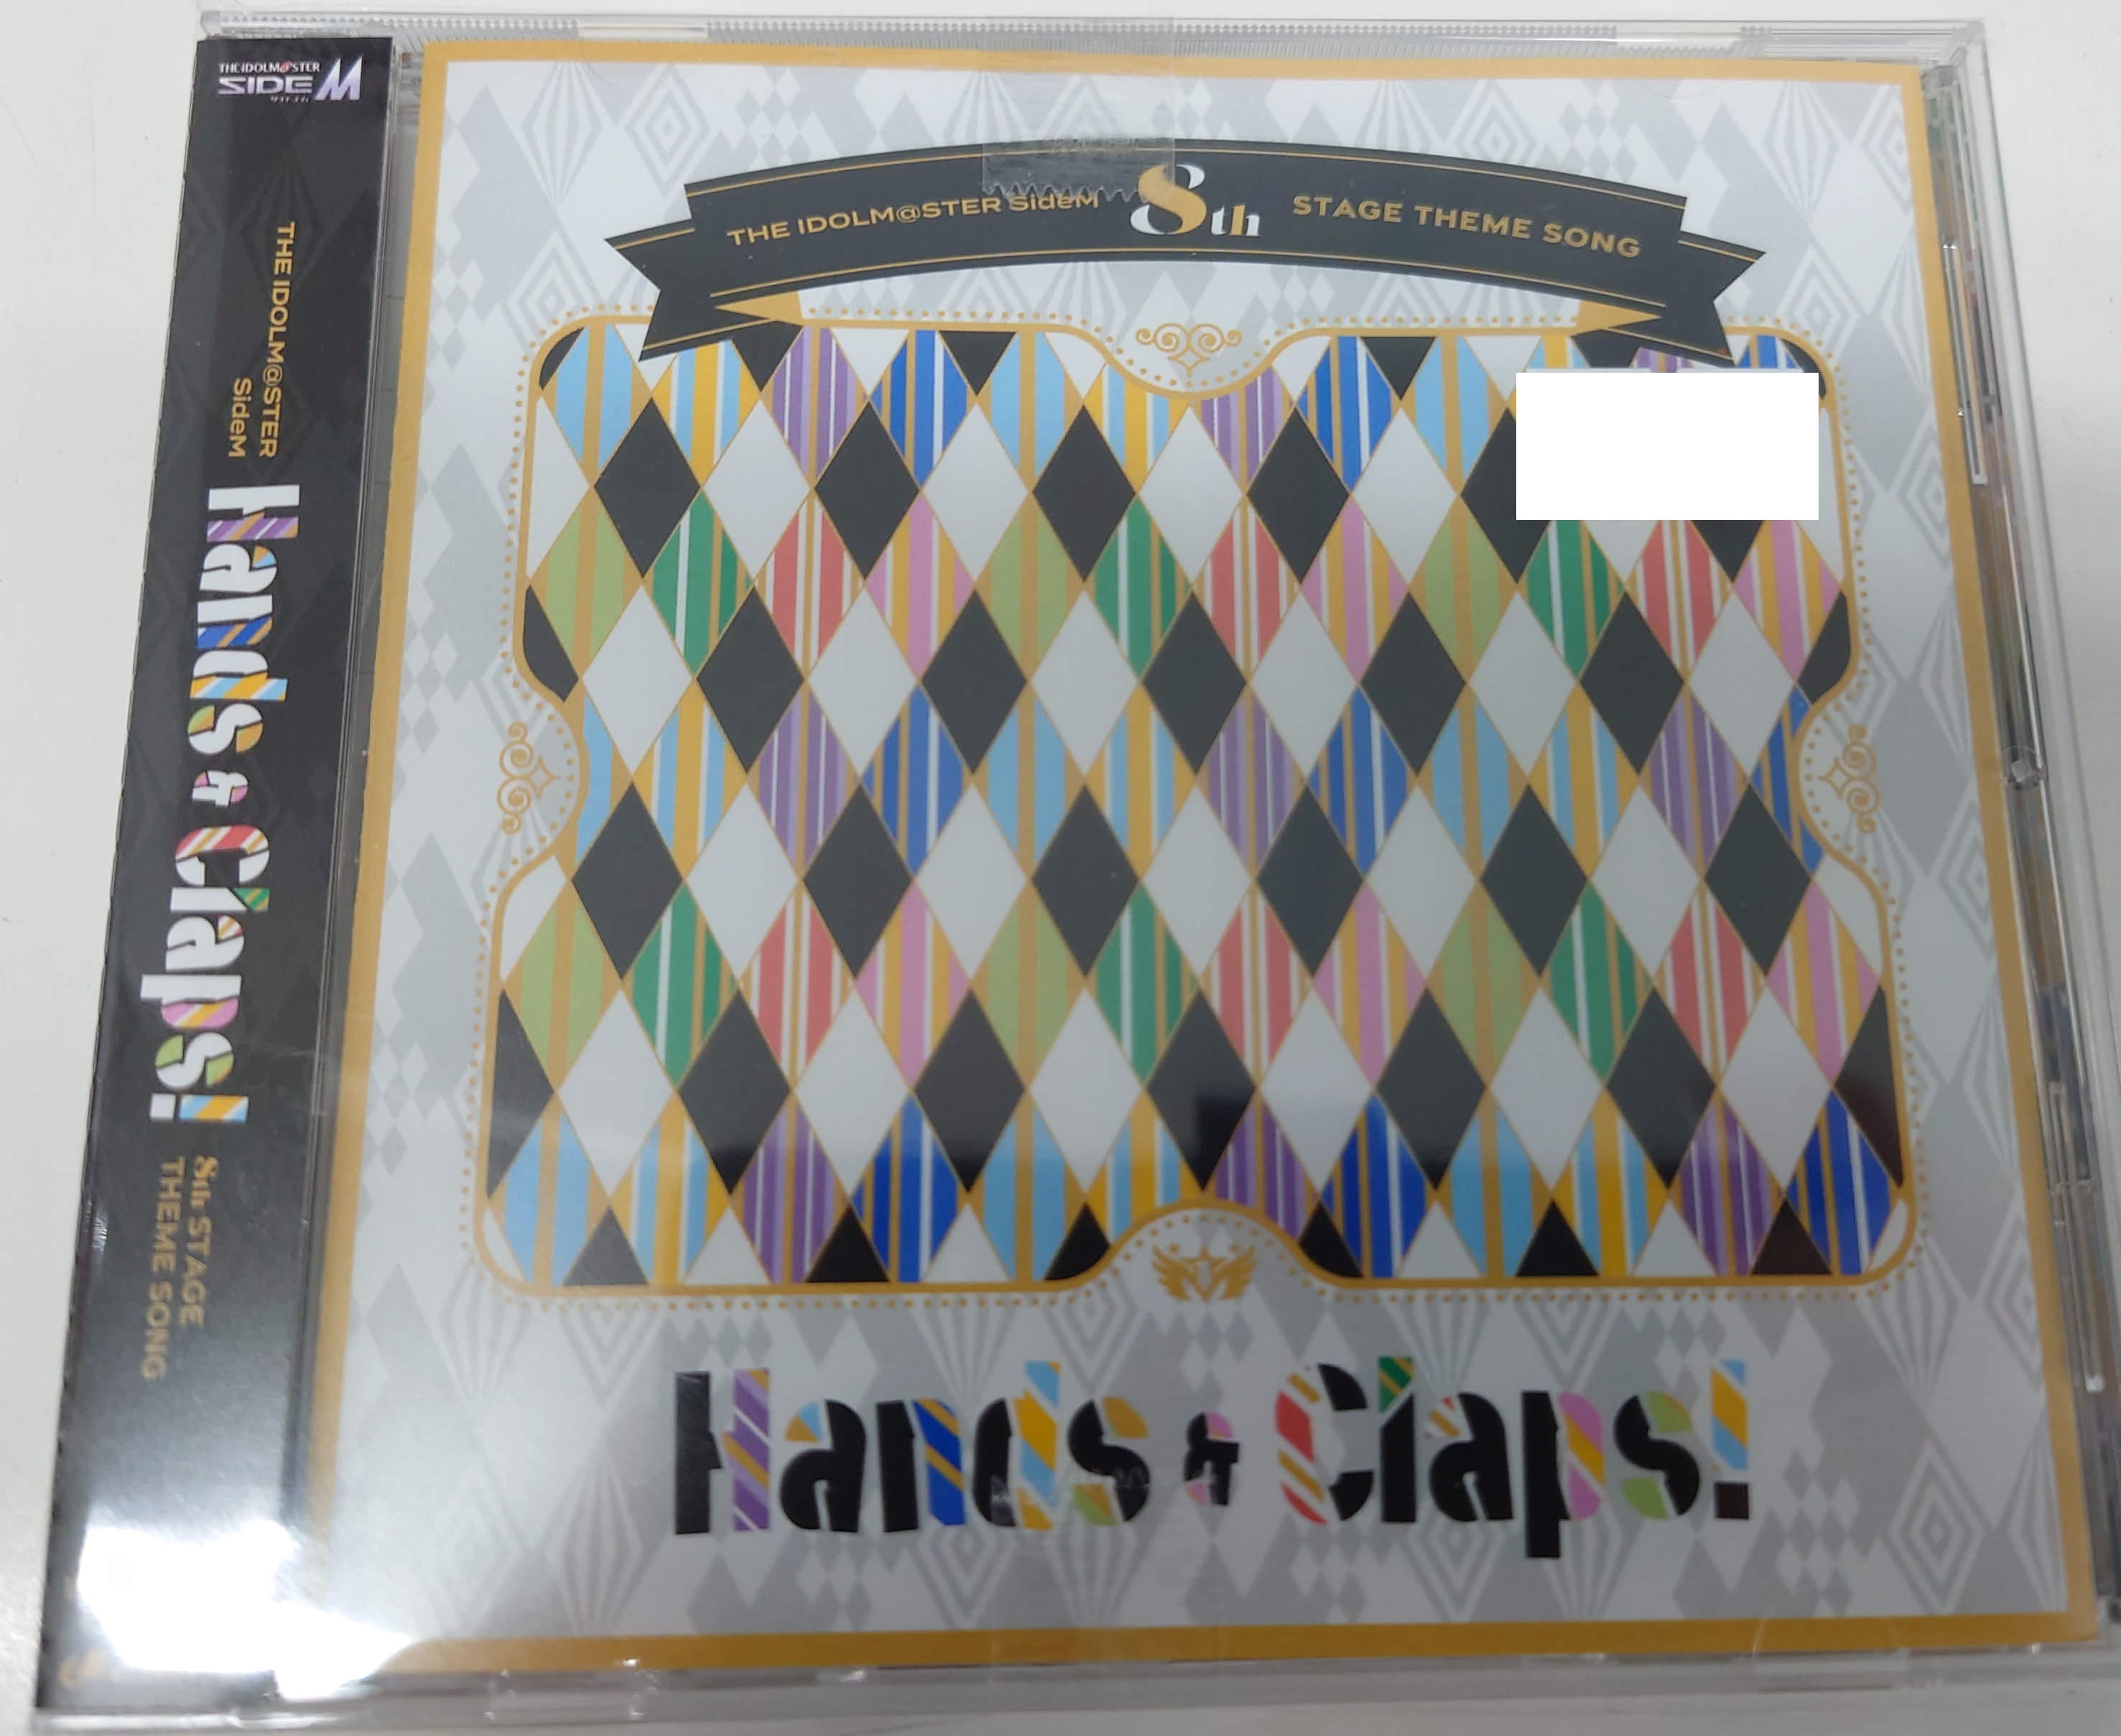 THE IDOLM@STER
SIDEM
THE IDOLM@STER
SideM
Hands & Claps!
8th STAGE
THEME SONG
THE IDOLM@STER SideM 8th STAGE THEME SONG
Hands & Claps!